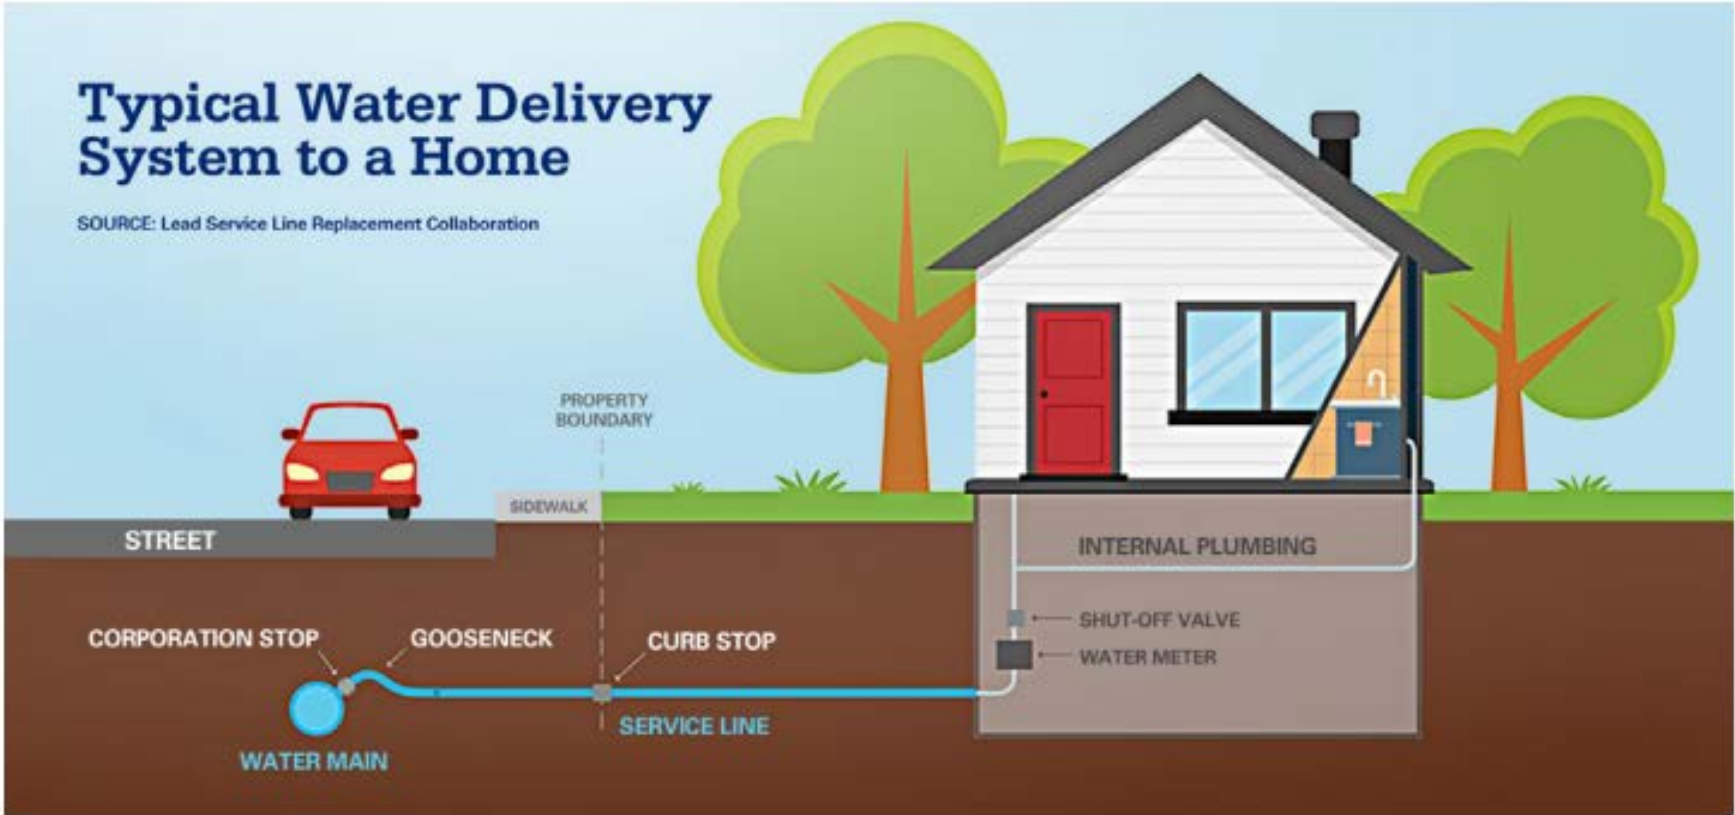 Typical Water Delivery
System to a Home
SOURCE: Lead Service Line Replacement Collaboration
PROPERTY
BOUNDARY
SIDEWALK
STREET
INTERNAL PLUMBING
SHUT-OFF VALVE
WATER METER
CORPORATION STOP
GOOSENECK
CURB STOP
SERVICE LINE
WATER MAIN